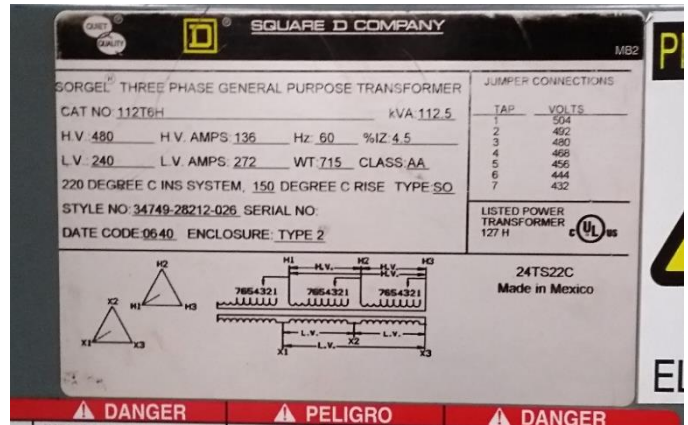 QUIET
QUALITY
D
®
SQUARE D COMPANY
MB2
SORGEL® THREE PHASE GENERAL PURPOSE TRANSFORMER
CAT NO: 112T6H kVA: 112.5
H.V: 480 H.V. AMPS: 136 Hz: 60 %IZ: 4.5
L.V: 240 L.V. AMPS: 272 WT: 715 CLASS: AA
220 DEGREE C INS SYSTEM, 150 DEGREE C RISE TYPE: SO
STYLE NO: 34749-28212-026 SERIAL NO:
DATE CODE: 0640 ENCLOSURE: TYPE 2
JUMPER CONNECTIONS
TAP VOLTS
1 504
2 492
3 480
4 468
5 456
6 444
7 432
LISTED POWER
TRANSFORMER
127 H
c UL us
24TS22C
Made in Mexico
H2
H1 H3
X2
X1 X3
H1 H2 H3
H.V. H.V.
H.V.
7654321 7654321 7654321
L.V. L.V.
X2
L.V.
X1 X3
DANGER
PELIGRO
DANGER